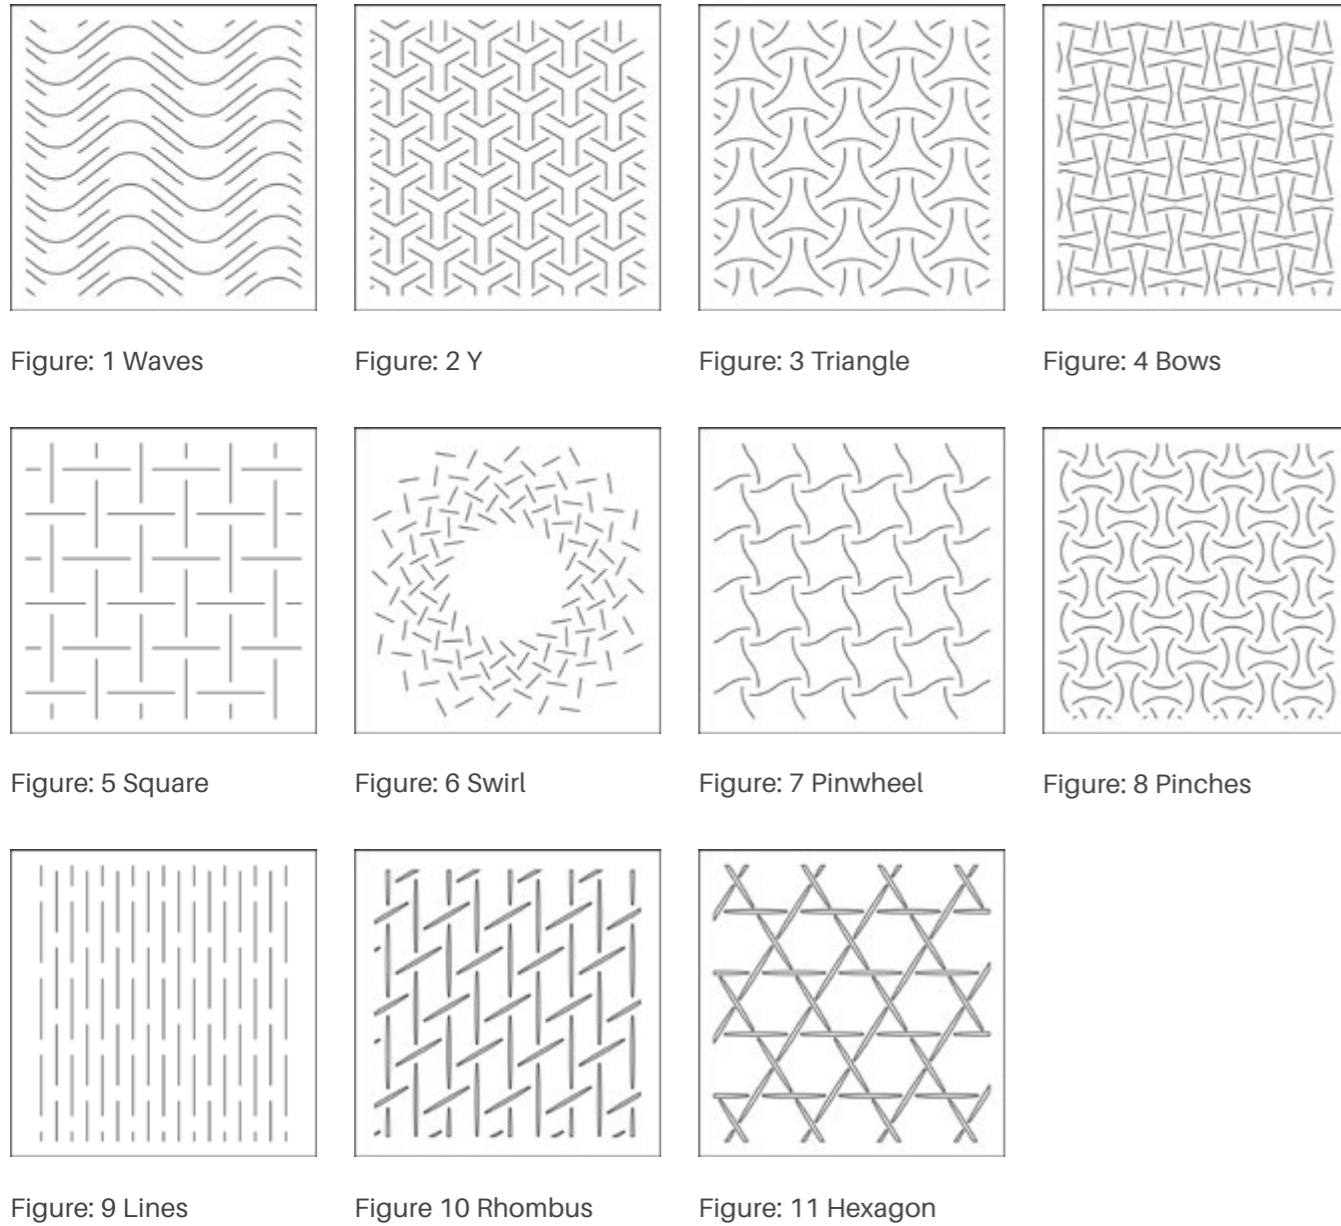 Figure: 1 Waves
Figure: 2 Y
Figure: 3 Triangle
Figure: 4 Bows
Figure: 5 Square
Figure: 6 Swirl
Figure: 7 Pinwheel
Figure: 8 Pinches
Figure: 9 Lines
Figure 10 Rhombus
Figure: 11 Hexagon